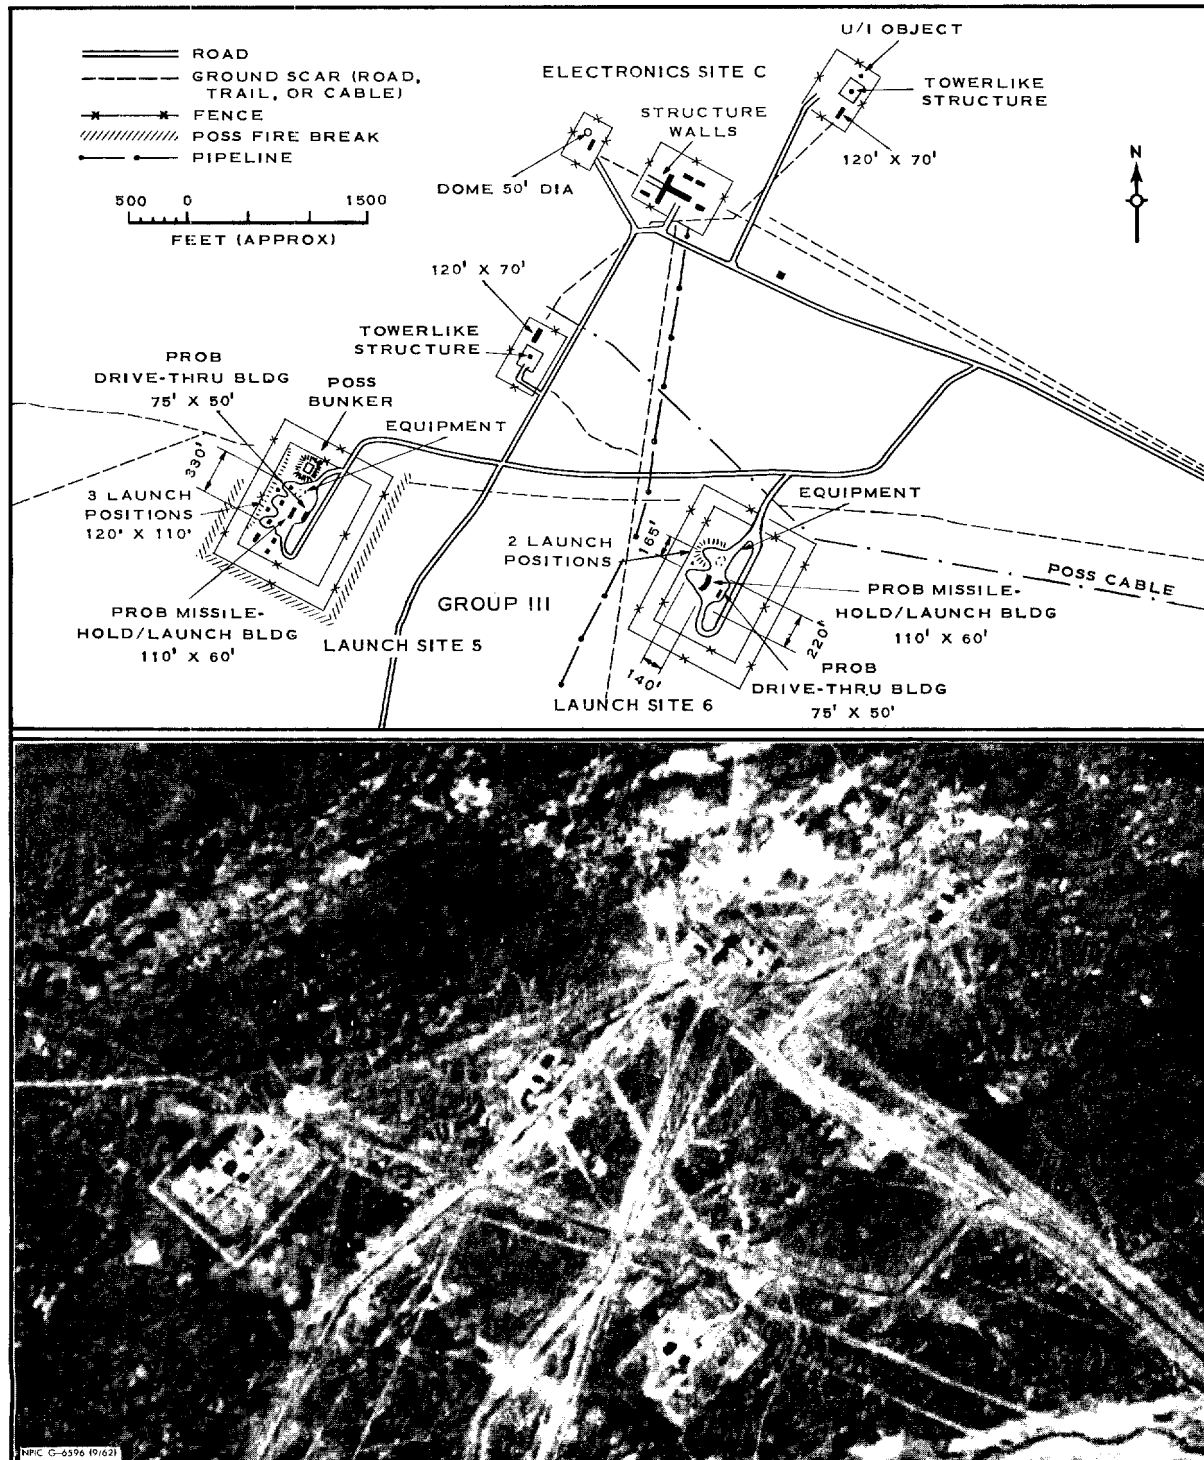 U/I OBJECT
ROAD
GROUND SCAR (ROAD,
TRAIL, OR CABLE)
FENCE
POSS FIRE BREAK
PIPELINE
500 0 1500
FEET (APPROX)
ELECTRONICS SITE C
TOWERLIKE
STRUCTURE
STRUCTURE
WALLS
120' X 70'
DOME 50' DIA
N
120' X 70'
TOWERLIKE
STRUCTURE
PROB
DRIVE-THRU BLDG
75' X 50'
POSS
BUNKER
EQUIPMENT
330'
3 LAUNCH
POSITIONS
120' X 110'
EQUIPMENT
165'
2 LAUNCH
POSITIONS
POSS CABLE
PROB MISSILE-
HOLD/LAUNCH BLDG
110' X 60'
GROUP III
LAUNCH SITE 5
PROB MISSILE-
HOLD/LAUNCH BLDG
110' X 60'
220'
140'
PROB
DRIVE-THRU BLDG
75' X 50'
LAUNCH SITE 6
NPIC G-6596 (9/62)